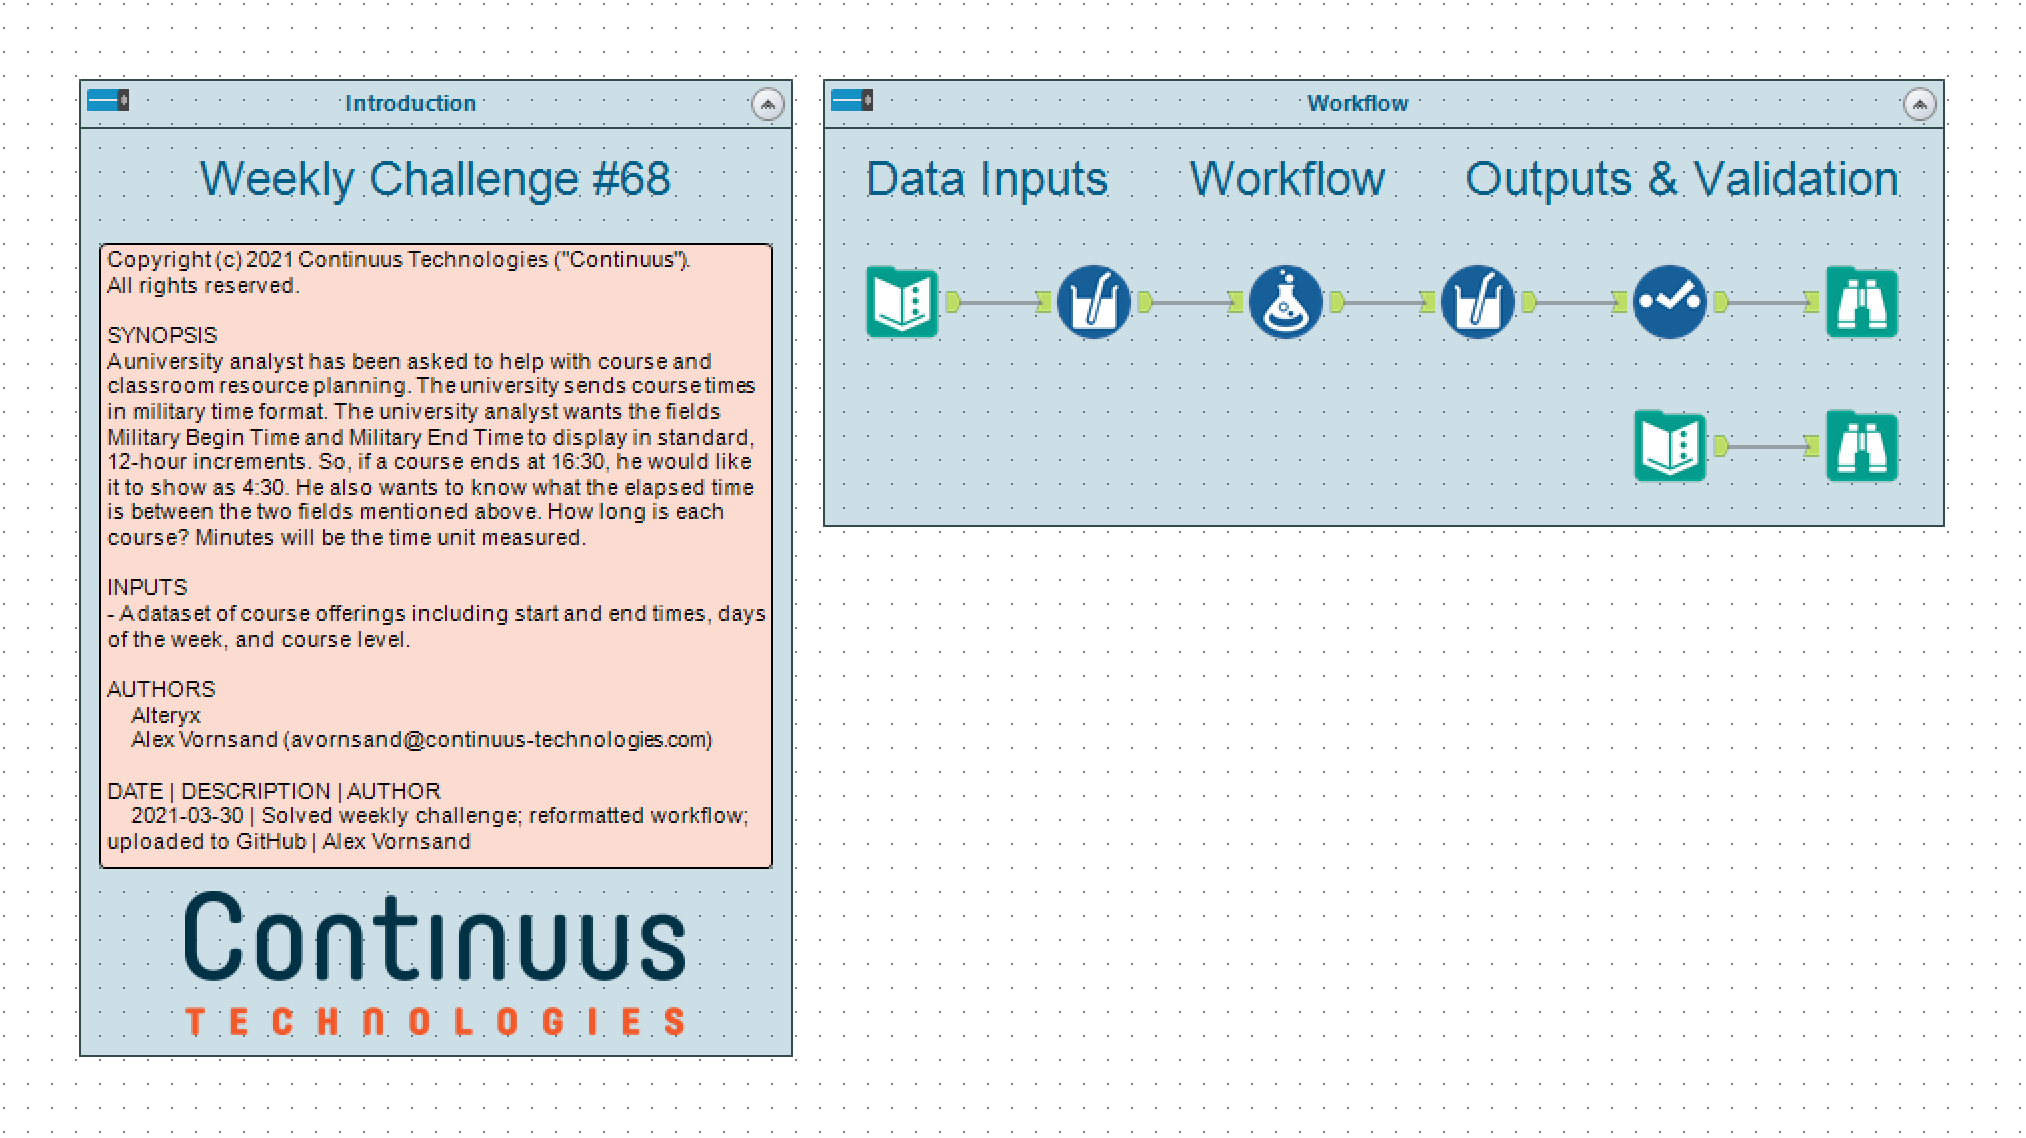 Introduction
Weekly Challenge #68
Copyright (c) 2021 Continuus Technologies ("Continuus").
All rights reserved.
SYNOPSIS
A university analyst has been asked to help with course and
classroom resource planning. The university sends course times
in military time format. The university analyst wants the fields
Military Begin Time and Military End Time to display in standard,
12-hour increments. So, if a course ends at 16:30, he would like
it to show as 4:30. He also wants to know what the elapsed time
is between the two fields mentioned above. How long is each
course? Minutes will be the time unit measured.
INPUTS
- A dataset of course offerings including start and end times, days
of the week, and course level.
AUTHORS
Alteryx
Alex Vornsand (avornsand@continuus-technologies.com)
DATE | DESCRIPTION | AUTHOR
2021-03-30 | Solved weekly challenge; reformatted workflow;
uploaded to GitHub | Alex Vornsand
Continuus
TECHNOLOGIES
Workflow
Data Inputs Workflow Outputs & Validation